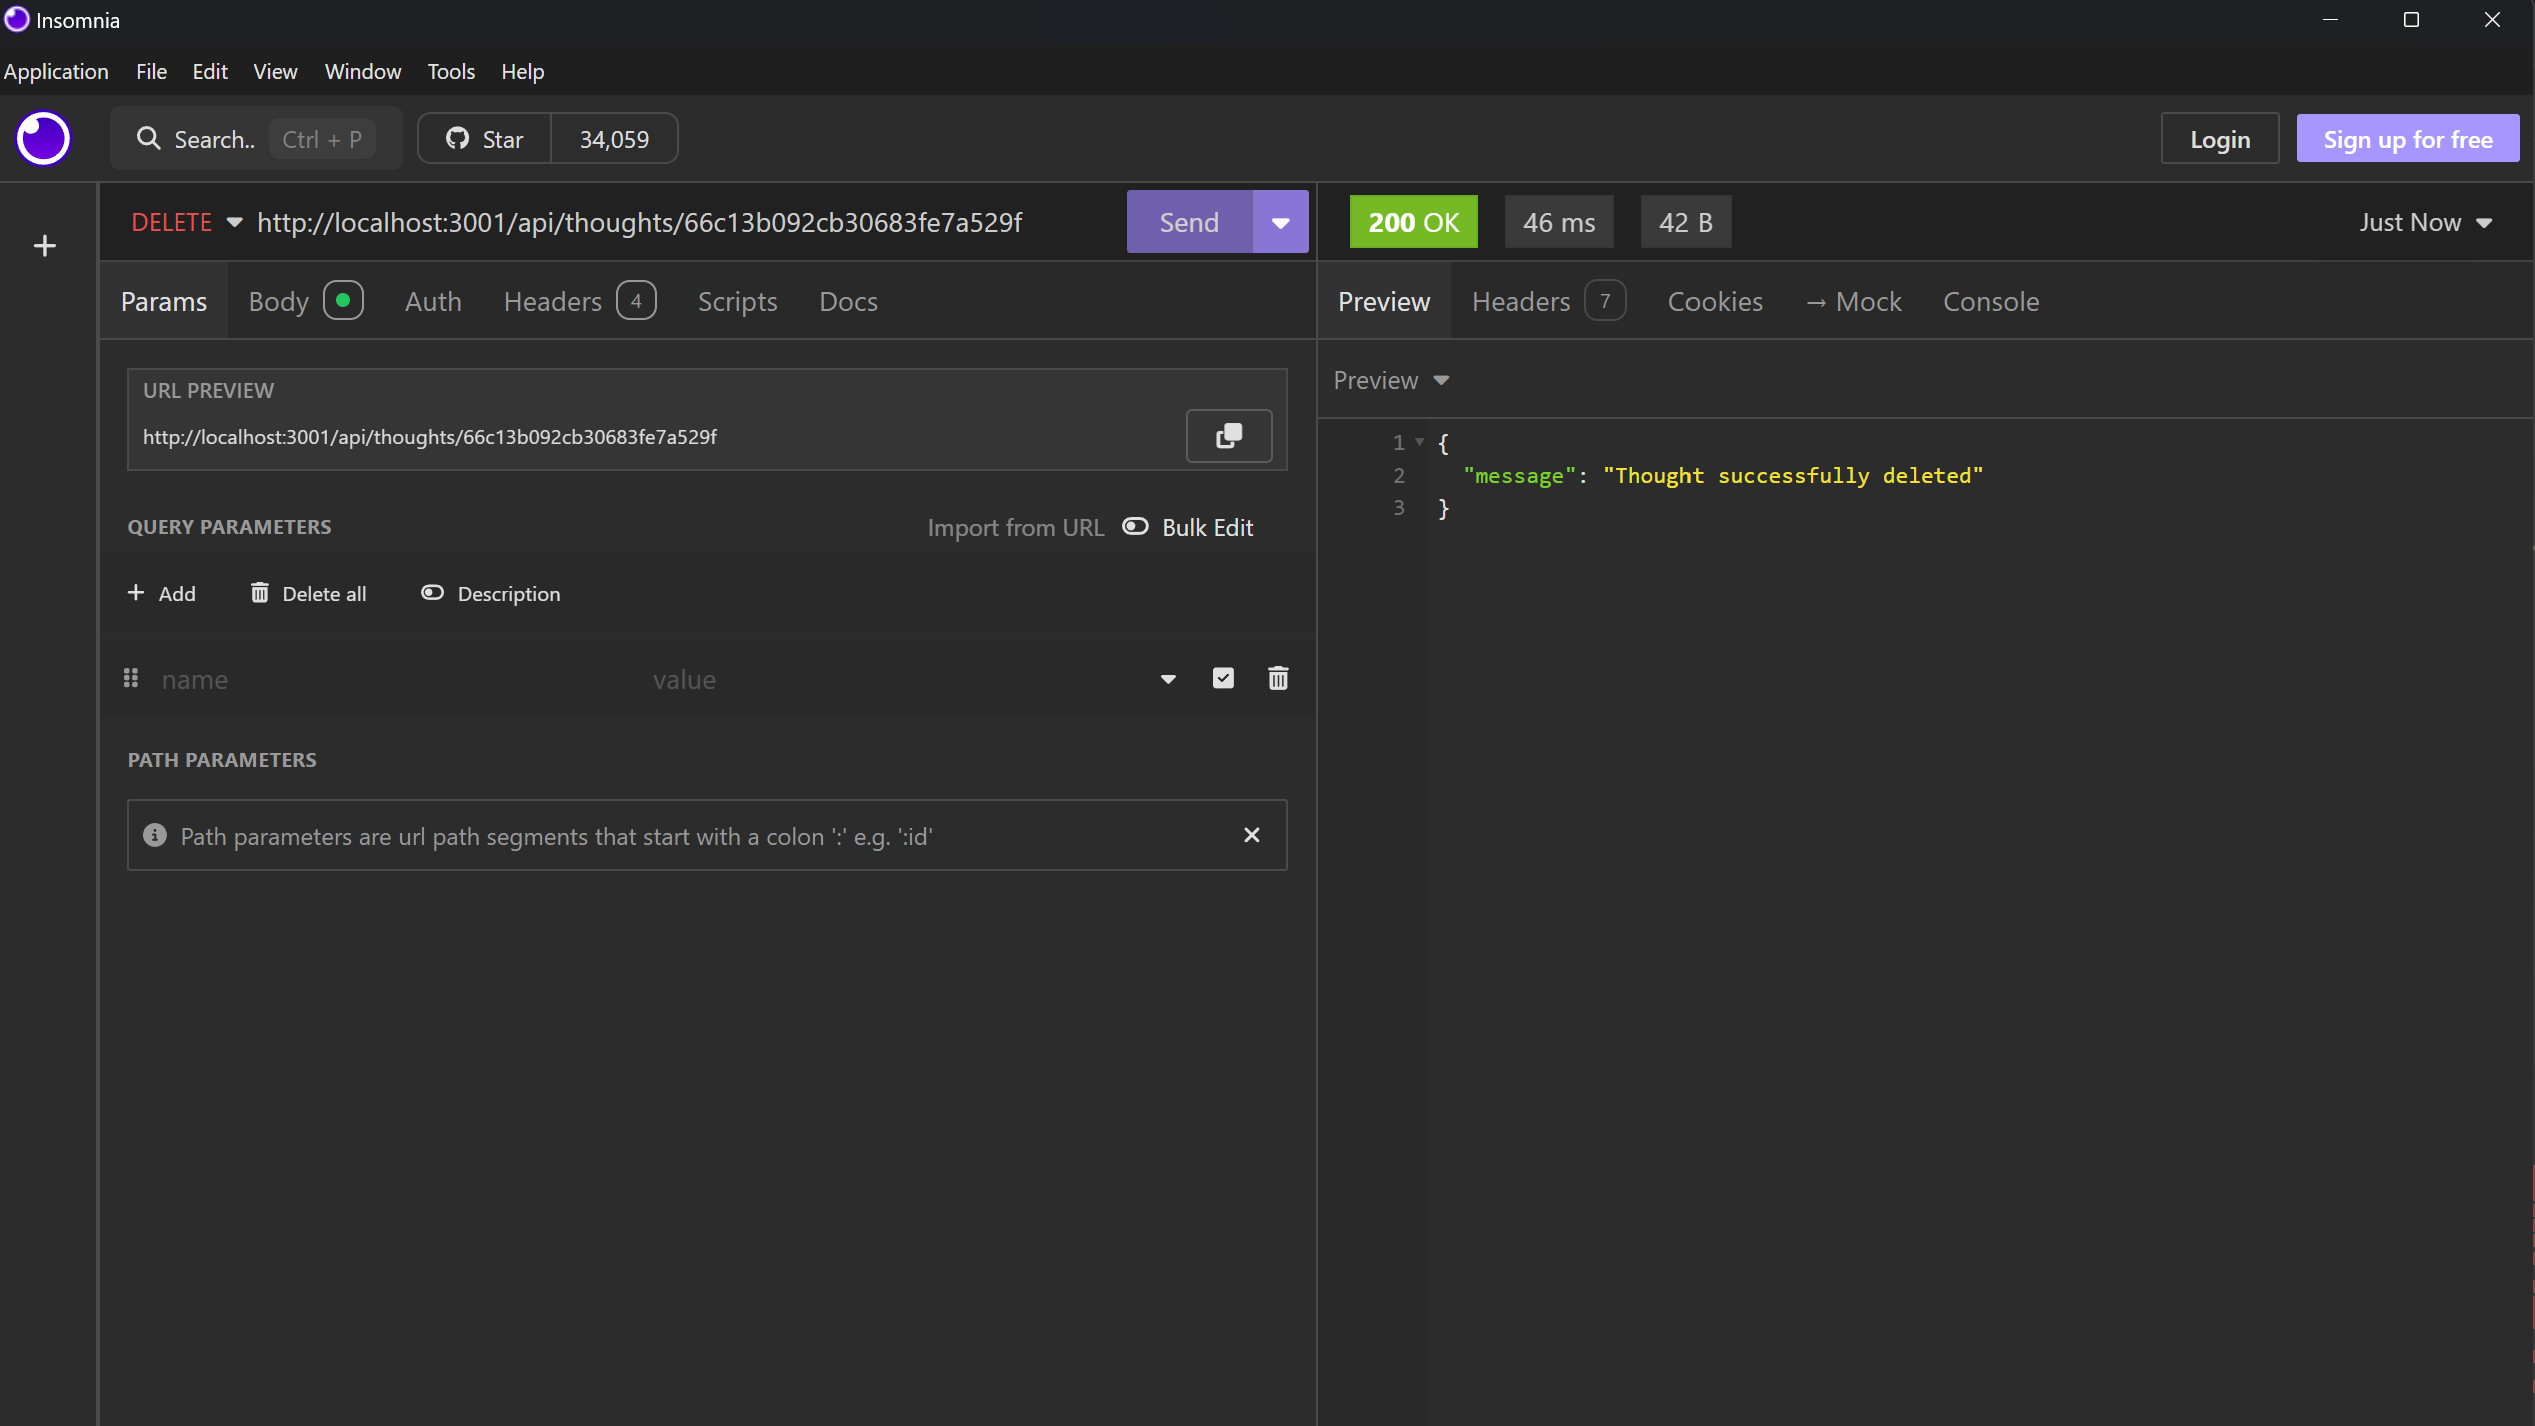 Insomnia
Application File Edit View Window Tools Help
Search.. Ctrl + P Star 34,059 Login Sign up for free
DELETE http://localhost:3001/api/thoughts/66c13b092cb30683fe7a529f Send 200 OK 46 ms 42 B Just Now
Params Body Auth Headers 4 Scripts Docs
Preview Headers 7 Cookies → Mock Console
URL PREVIEW
http://localhost:3001/api/thoughts/66c13b092cb30683fe7a529f
QUERY PARAMETERS Import from URL Bulk Edit
+ Add Delete all Description
name value
PATH PARAMETERS
Path parameters are url path segments that start with a colon ':' e.g. ':id'
Preview
1 {
2 "message": "Thought successfully deleted"
3 }